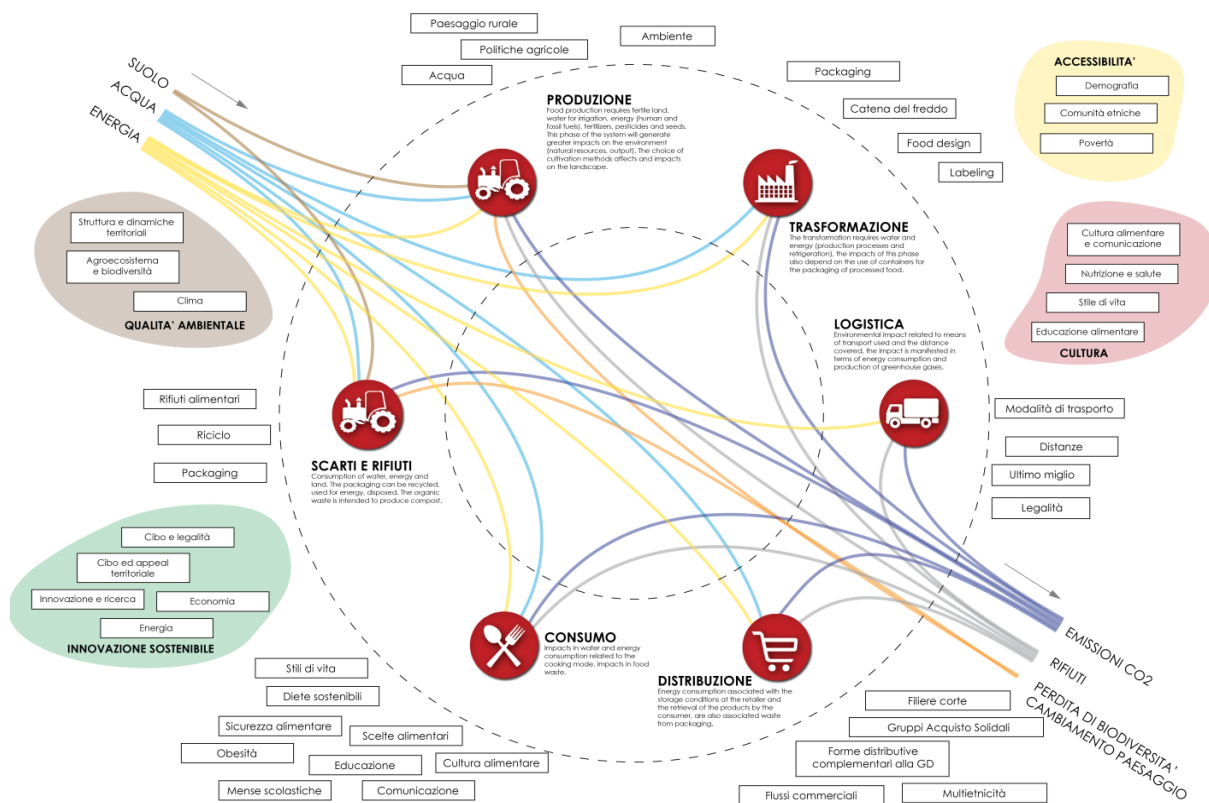 Paesaggio rurale
Politiche agricole
Ambiente
Acqua
Packaging
Catena del freddo
Food design
Labeling
ACCESSIBILITA'
Demografia
Comunità etniche
Povertà
SUOLO
ACQUA
ENERGIA
PRODUZIONE
Food production requires fertile land,
water for irrigation, energy (human and
fossil fuels), fertilizers, pesticides and seeds.
This phase of the system will generate
greater impacts on the environment
(natural resources, output). The choice of
cultivation methods affects and impacts
on the landscape.
TRASFORMAZIONE
The transformation requires water and
energy (production processes and
refrigeration), the impacts of this phase
also depend on the use of containers for
the packaging of processed food.
Struttura e dinamiche
territoriali
Agroecosistema
e biodiversità
Clima
QUALITA' AMBIENTALE
Cultura alimentare
e comunicazione
Nutrizione e salute
Stile di vita
Educazione alimentare
CULTURA
LOGISTICA
Environmental impact related to means
of transport used and the distance
covered, the impact is manifested in
terms of energy consumption and
production of greenhouse gases.
Modalità di trasporto
Distanze
Ultimo miglio
Legalità
Rifiuti alimentari
Riciclo
Packaging
SCARTI E RIFIUTI
Consumption of water, energy and
land. The packaging can be recycled,
used for energy, disposed. The organic
waste is intended to produce compost.
Cibo e legalità
Cibo ed appeal
territoriale
Innovazione e ricerca
Economia
Energia
INNOVAZIONE SOSTENIBILE
CONSUMO
Impacts in water and energy
consumption related to the
cooking mode, impacts in food
waste.
DISTRIBUZIONE
Energy consumption associated with the
storage conditions at the retailer and
the retrieval of the products by the
consumer, are also associated waste
from packaging.
EMISSIONI CO2
RIFIUTI
PERDITA DI BIODIVERSITA'
CAMBIAMENTO PAESAGGIO
Stili di vita
Diete sostenibili
Sicurezza alimentare
Scelte alimentari
Obesità
Educazione
Cultura alimentare
Mense scolastiche
Comunicazione
Filiere corte
Gruppi Acquisto Solidali
Forme distributive
complementari alla GD
Flussi commerciali
Multietnicità